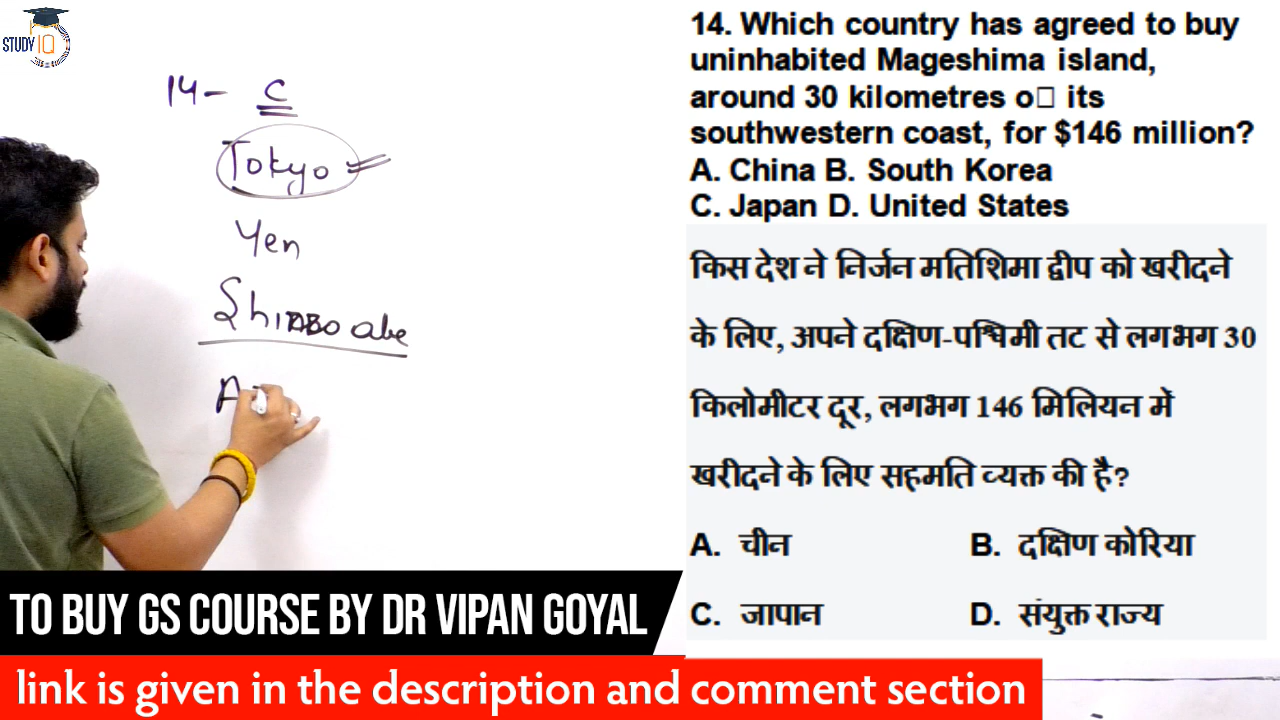 STUDY IQ
14 - C
Tokyo
Yen
Shinbo abe
A
14. Which country has agreed to buy
uninhabited Mageshima island,
around 30 kilometres o□ its
southwestern coast, for $146 million?
A. China B. South Korea
C. Japan D. United States
किस देश ने निर्जन मतिशिमा द्वीप को खरीदने
के लिए, अपने दक्षिण-पश्चिमी तट से लगभग 30
किलोमीटर दूर, लगभग 146 मिलियन में
खरीदने के लिए सहमति व्यक्त की है?
A. चीन B. दक्षिण कोरिया
C. जापान D. संयुक्त राज्य
TO BUY GS COURSE BY DR VIPAN GOYAL
link is given in the description and comment section